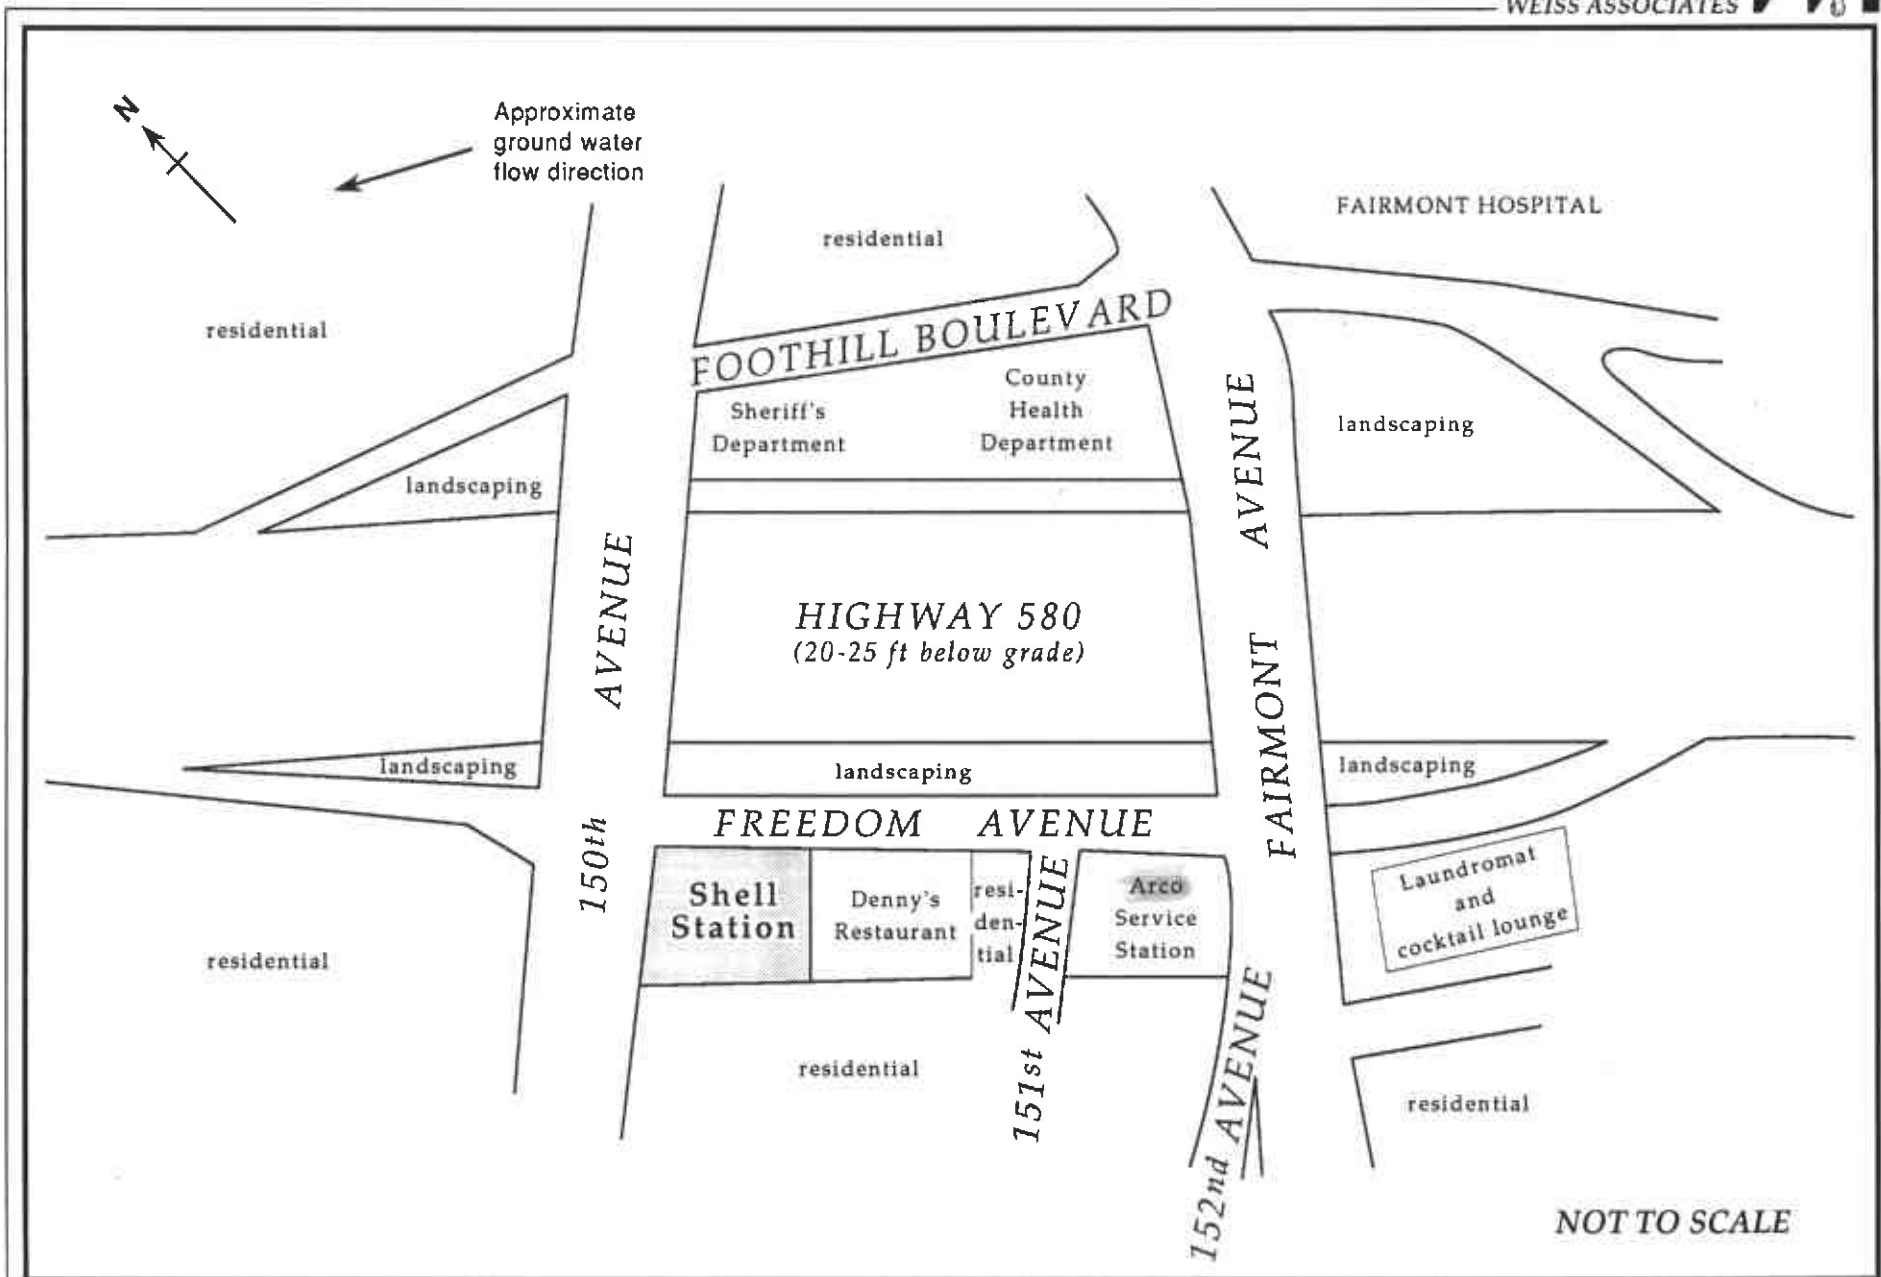 WEISS ASSOCIATES
N
Approximate
ground water
flow direction
FAIRMONT HOSPITAL
residential
residential
FOOTHILL BOULEVARD
County
Health
Department
Sheriff's
Department
landscaping
landscaping
150th AVENUE
FAIRMONT AVENUE
HIGHWAY 580
(20-25 ft below grade)
landscaping
landscaping
landscaping
FREEDOM AVENUE
Shell
Station
Denny's
Restaurant
resi-
den-
tial
151st AVENUE
Arco
Service
Station
Laundromat
and
cocktail lounge
residential
residential
152nd AVENUE
residential
NOT TO SCALE